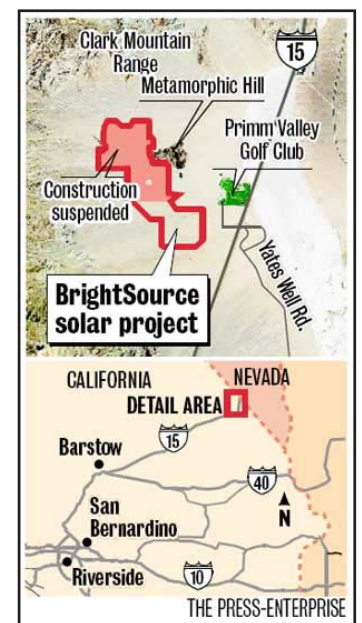 Clark Mountain
Range
15
Metamorphic Hill
Primm Valley
Golf Club
Construction
suspended
Yates Well Rd.
BrightSource
solar project
CALIFORNIA
NEVADA
DETAIL AREA
15
Barstow
40
San
Bernardino
N
Riverside
10
THE PRESS-ENTERPRISE